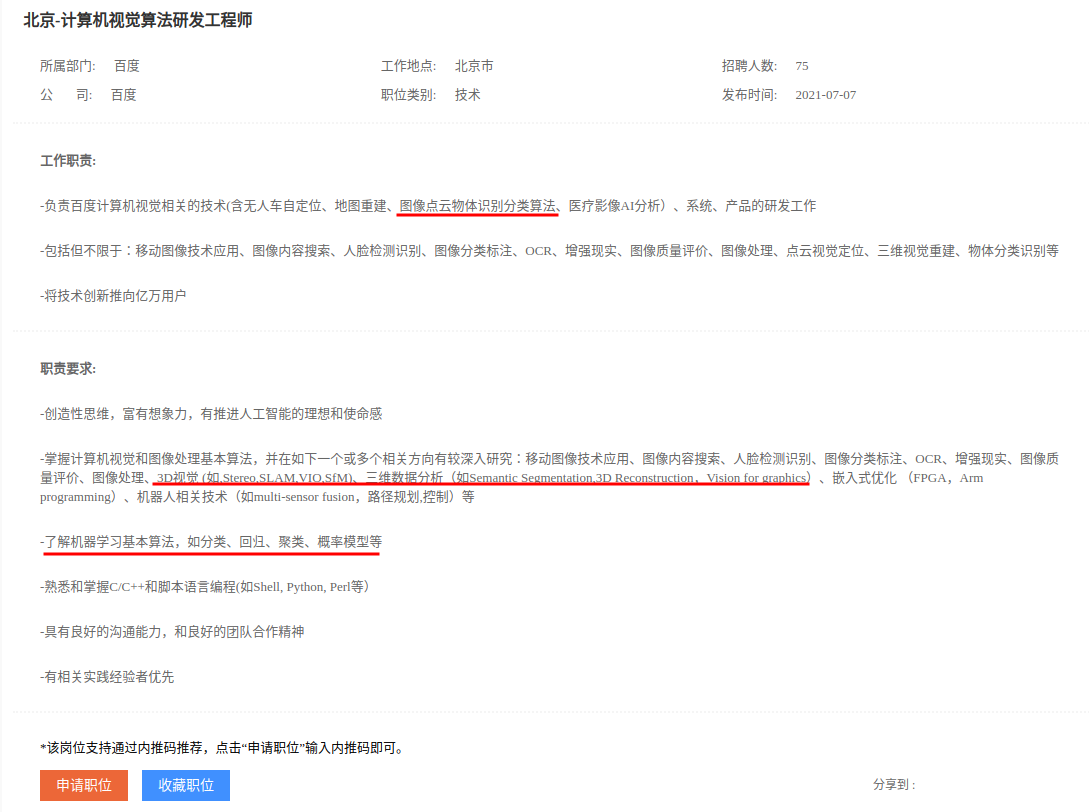 北京-计算机视觉算法研发工程师
所属部门: 百度 工作地点: 北京市 招聘人数: 75
公 司: 百度 职位类别: 技术 发布时间: 2021-07-07
工作职责:
-负责百度计算机视觉相关的技术(含无人车自定位、地图重建、图像点云物体识别分类算法、医疗影像AI分析）、系统、产品的研发工作
-包括但不限于：移动图像技术应用、图像内容搜索、人脸检测识别、图像分类标注、OCR、增强现实、图像质量评价、图像处理、点云视觉定位、三维视觉重建、物体分类识别等
-将技术创新推向亿万用户
职责要求:
-创造性思维，富有想象力，有推进人工智能的理想和使命感
-掌握计算机视觉和图像处理基本算法，并在如下一个或多个相关方向有较深入研究：移动图像技术应用、图像内容搜索、人脸检测识别、图像分类标注、OCR、增强现实、图像质
量评价、图像处理、3D视觉 (如,Stereo,SLAM,VIO,SfM)、三维数据分析（如Semantic Segmentation,3D Reconstruction，Vision for graphics）、嵌入式优化 （FPGA，Arm
programming）、机器人相关技术（如multi-sensor fusion，路径规划,控制）等
-了解机器学习基本算法，如分类、回归、聚类、概率模型等
-熟悉和掌握C/C++和脚本语言编程(如Shell, Python, Perl等）
-具有良好的沟通能力，和良好的团队合作精神
-有相关实践经验者优先
*该岗位支持通过内推码推荐，点击“申请职位”输入内推码即可。
申请职位 收藏职位 分享到 :